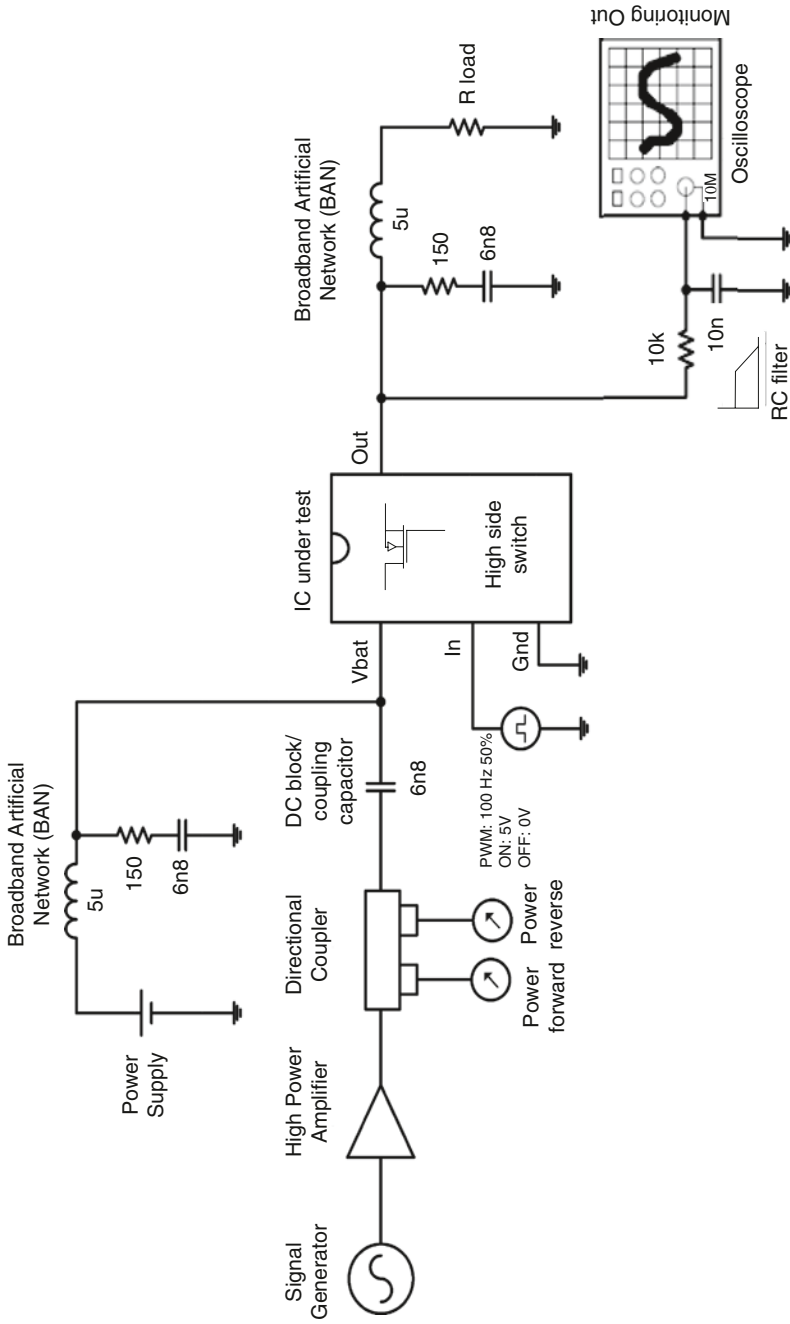 Broadband Artificial
Network (BAN)
5u
150
6n8
Power
Supply
Signal
Generator
High Power
Amplifier
Directional
Coupler
Power
forward
Power
reverse
DC block/
coupling
capacitor
6n8
PWM: 100 Hz 50%
ON: 5V
OFF: 0V
IC under test
Vbat
In
Gnd
Out
High side
switch
Broadband Artificial
Network (BAN)
5u
150
6n8
R load
10k
10n
RC filter
10M
Oscilloscope
Monitoring Out